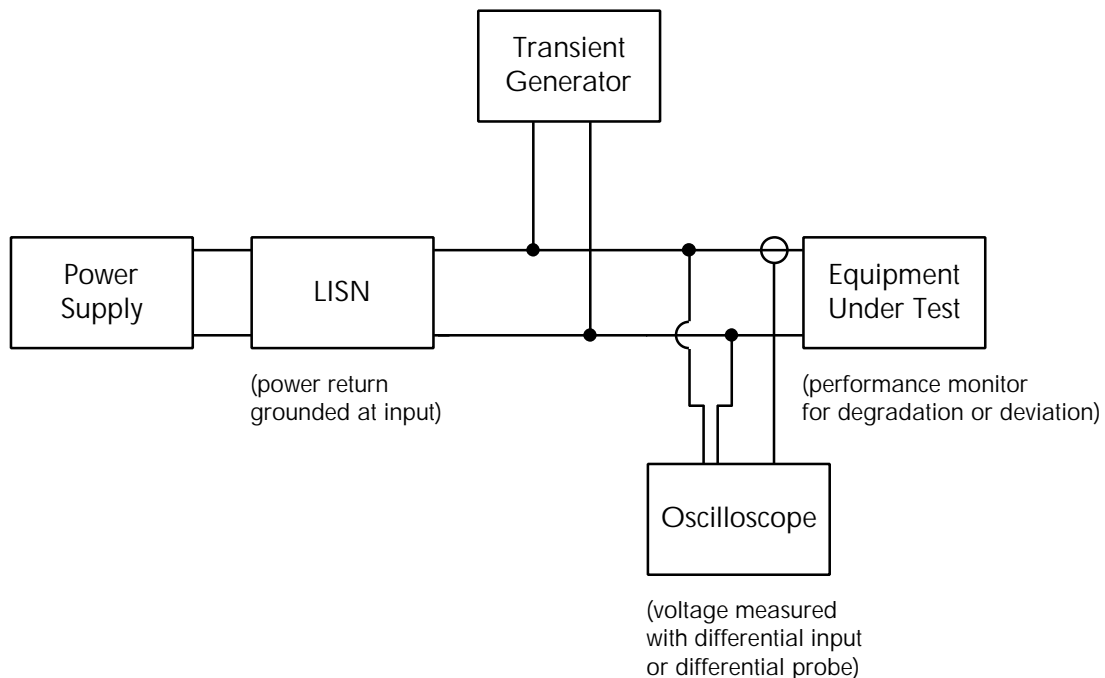 Transient
Generator
Power
Supply
LISN
Equipment
Under Test
(power return
grounded at input)
(performance monitor
for degradation or deviation)
Oscilloscope
(voltage measured
with differential input
or differential probe)